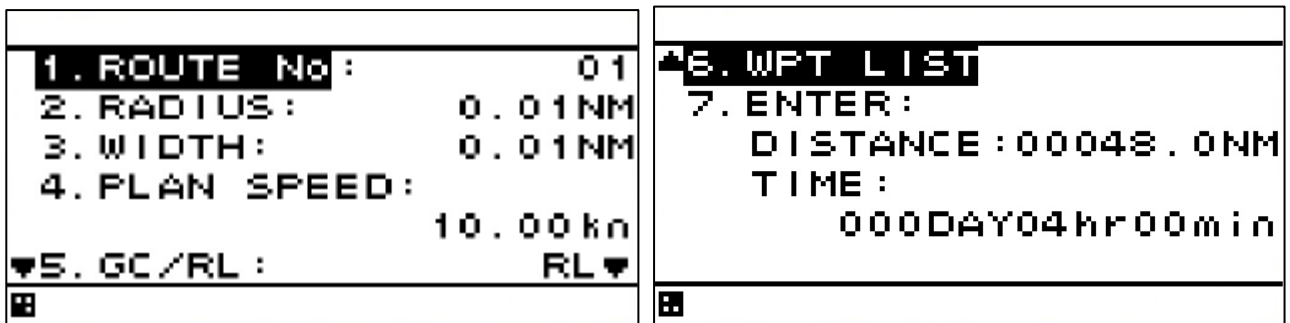 1.ROUTE No: 01
2.RADIUS: 0.01NM
3.WIDTH: 0.01NM
4.PLAN SPEED:
10.00kn
▼5.GC/RL: RL▼
▲6.WPT LIST
7.ENTER:
DISTANCE:00048.0NM
TIME:
000DAY04hr00min